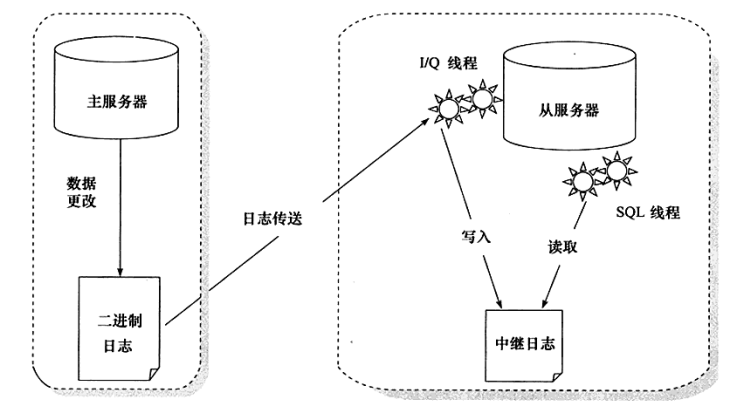 主服务器
数据
更改
二进制
日志
日志传送
I/Q 线程
从服务器
SQL 线程
写入
读取
中继日志